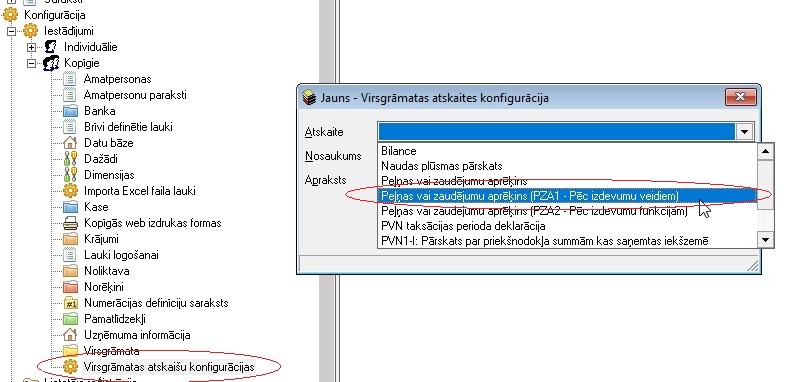 Konfigurācija
Iestādījumi
Individuālie
Kopīgie
Amatpersonas
Amatpersonu paraksti
Banka
Brīvi definētie lauki
Datu bāze
Dažādi
Dimensijas
Importa Excel faila lauki
Kase
Kopīgās web izdrukas formas
Krājumi
Lauki logošanai
Noliktava
Norēķini
#1 Numerācijas definīciju saraksts
Pamatlīdzekļi
Uzņēmuma informācija
Virsgrāmata
Virsgrāmatas atskaišu konfigurācijas
Jauns - Virsgrāmatas atskaites konfigurācija
Atskaite
Nosaukums
Apraksts
Bilance
Naudas plūsmas pārskats
Peļņas vai zaudējumu aprēķins
Peļņas vai zaudējumu aprēķins (PZA1 - Pēc izdevumu veidiem)
Peļņas vai zaudējumu aprēķins (PZA2 - Pēc izdevumu funkcijām)
PVN taksācijas perioda deklarācija
PVN1-I: Pārskats par priekšnodokļa summām kas saņemtas iekšzemē